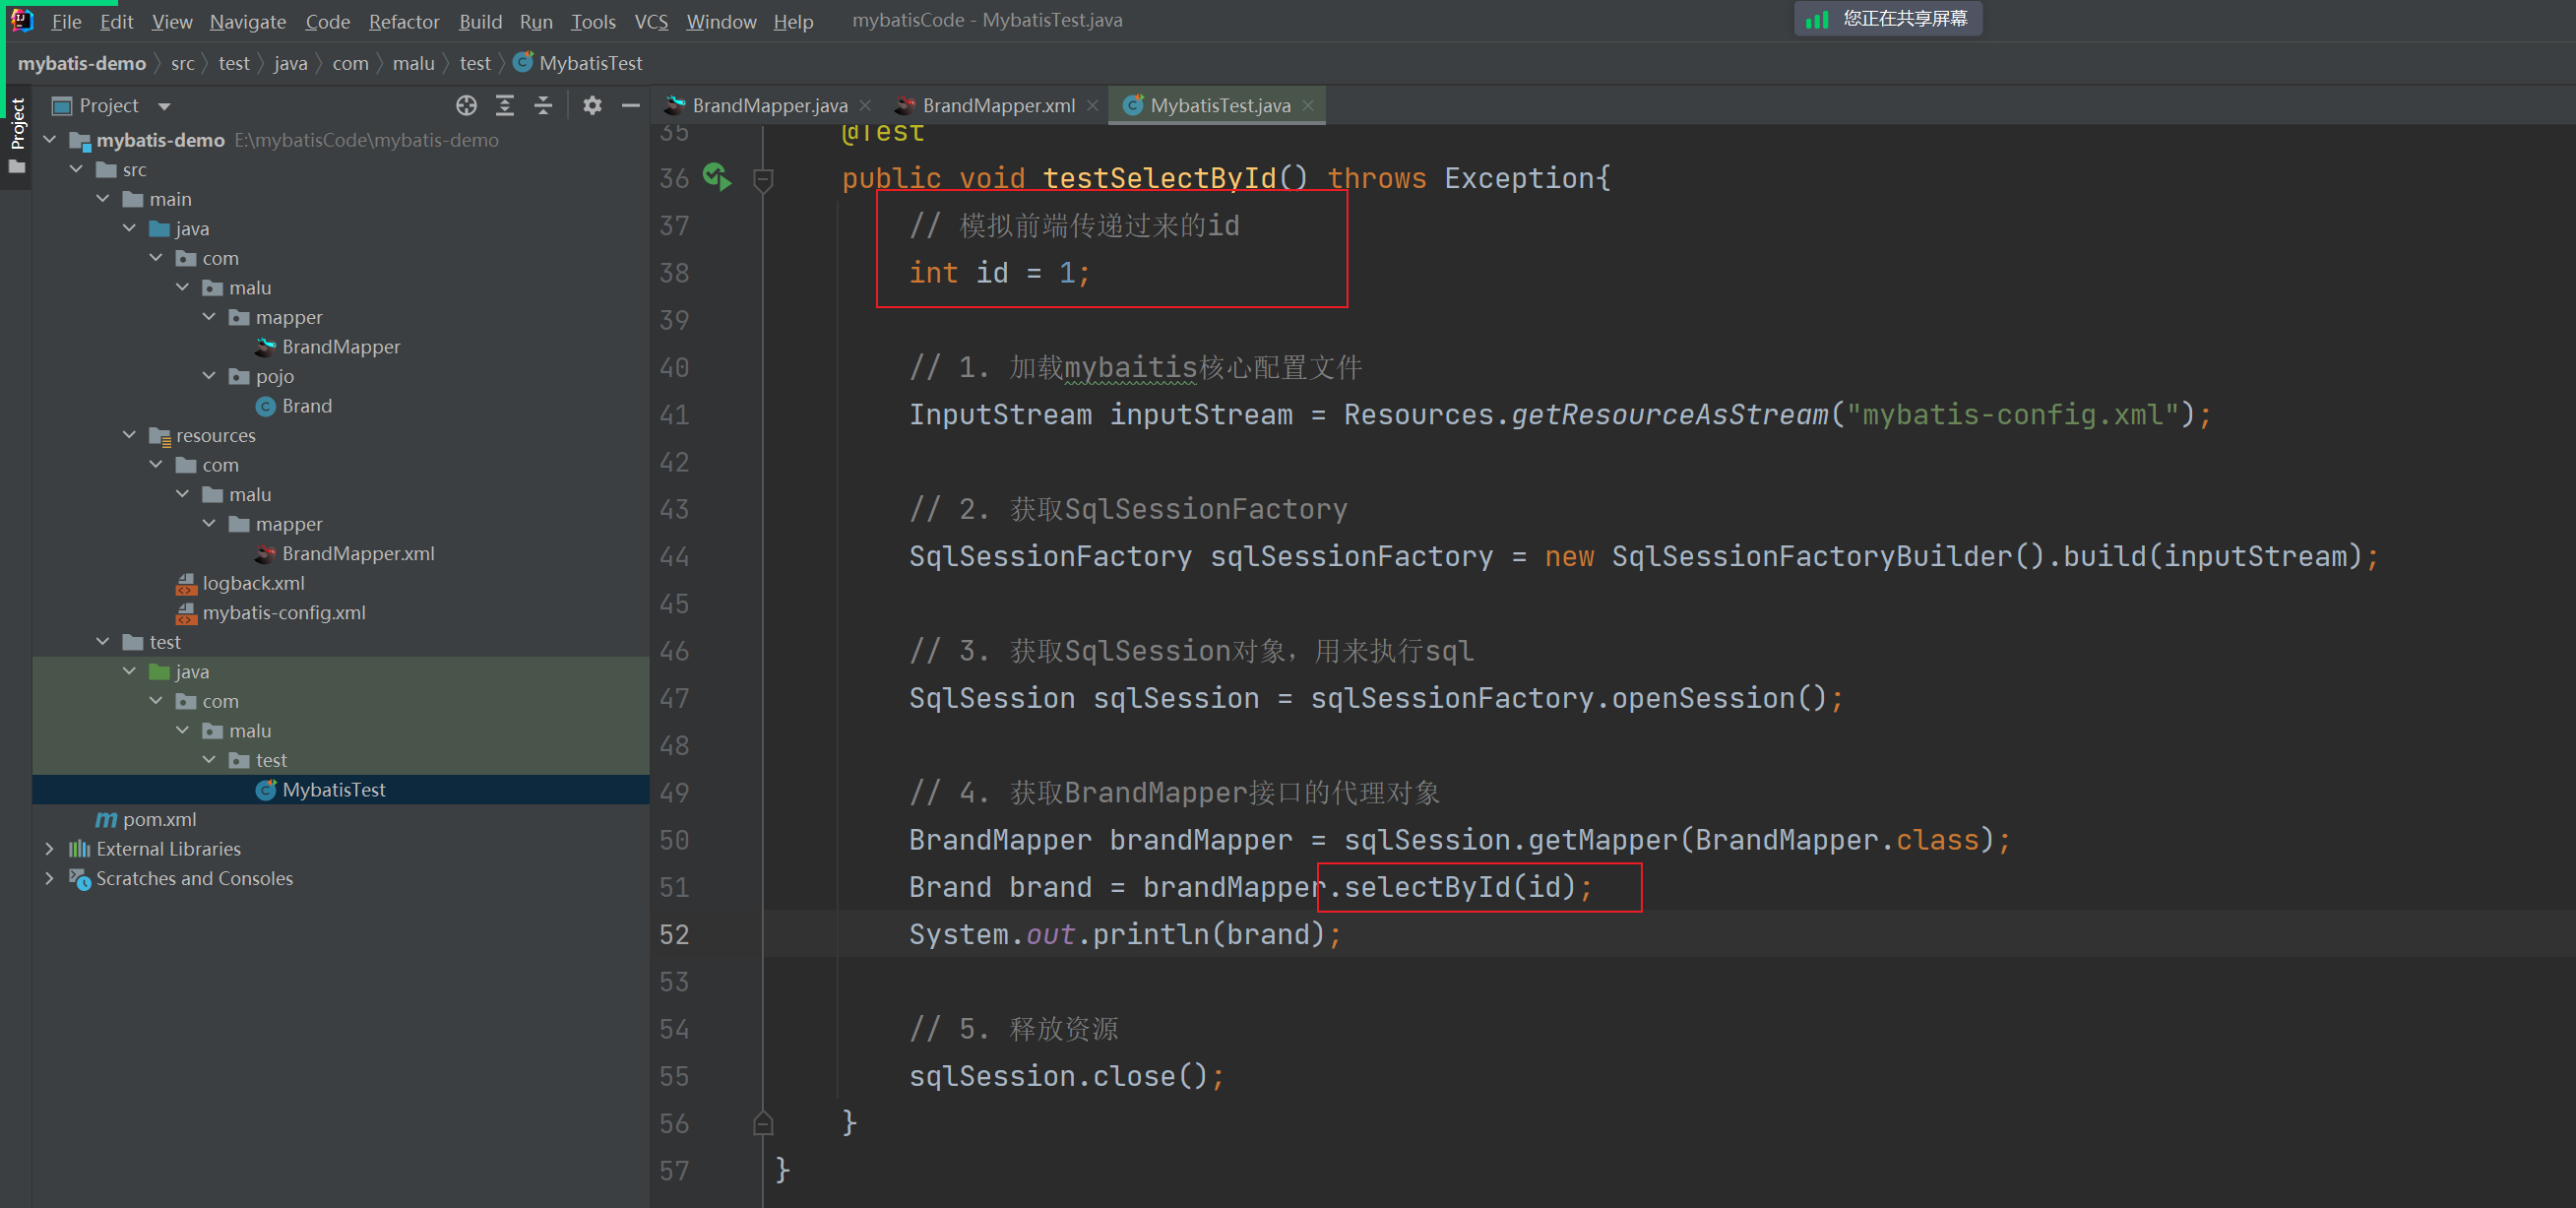 File Edit View Navigate Code Refactor Build Run Tools VCS Window Help mybatisCode - MybatisTest.java 您正在共享屏幕
mybatis-demo src test java com malu test MybatisTest
Project
Project
mybatis-demo E:\mybatisCode\mybatis-demo
src
main
java
com
malu
mapper
BrandMapper
pojo
Brand
resources
com
malu
mapper
BrandMapper.xml
logback.xml
mybatis-config.xml
test
java
com
malu
test
MybatisTest
pom.xml
External Libraries
Scratches and Consoles
BrandMapper.java BrandMapper.xml MybatisTest.java
35 @Test
36 public void testSelectById() throws Exception{
37 // 模拟前端传递过来的id
38 int id = 1;
39
40 // 1. 加载mybaitis核心配置文件
41 InputStream inputStream = Resources.getResourceAsStream("mybatis-config.xml");
42
43 // 2. 获取SqlSessionFactory
44 SqlSessionFactory sqlSessionFactory = new SqlSessionFactoryBuilder().build(inputStream);
45
46 // 3. 获取SqlSession对象，用来执行sql
47 SqlSession sqlSession = sqlSessionFactory.openSession();
48
49 // 4. 获取BrandMapper接口的代理对象
50 BrandMapper brandMapper = sqlSession.getMapper(BrandMapper.class);
51 Brand brand = brandMapper.selectById(id);
52 System.out.println(brand);
53
54 // 5. 释放资源
55 sqlSession.close();
56 }
57 }